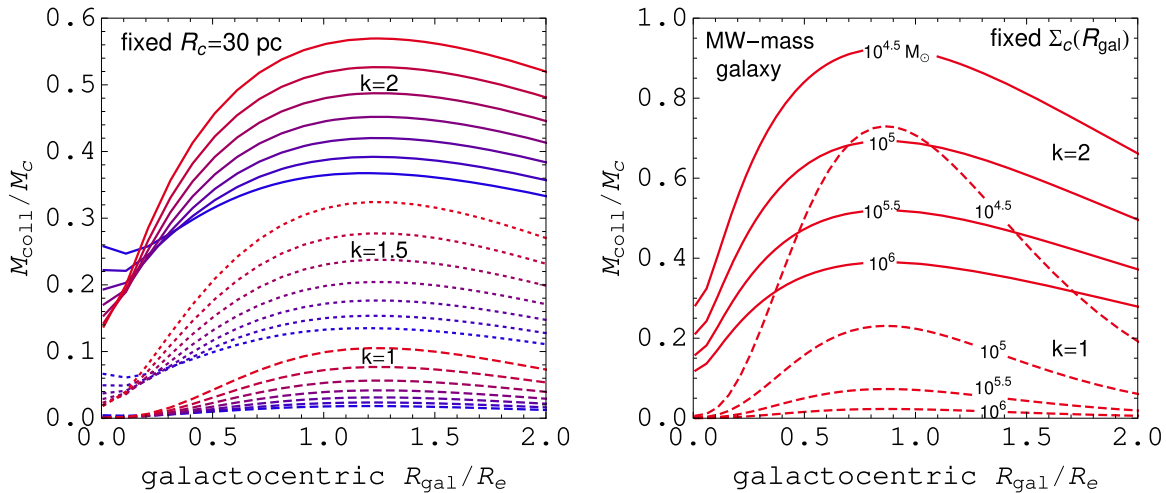 fixed R_c=30 pc
k=2
k=1.5
k=1
0.6
0.5
0.4
0.3
0.2
0.1
0
0.0 0.5 1.0 1.5 2.0
M_coll/M_c
galactocentric R_gal/R_e
MW-mass
galaxy
fixed Σ_c(R_gal)
10^4.5 M_⊙
10^5
10^5.5
10^6
k=2
10^4.5
k=1
10^5
10^5.5
10^6
1.0
0.8
0.6
0.4
0.2
0.0
0.0 0.5 1.0 1.5 2.0
M_coll/M_c
galactocentric R_gal/R_e